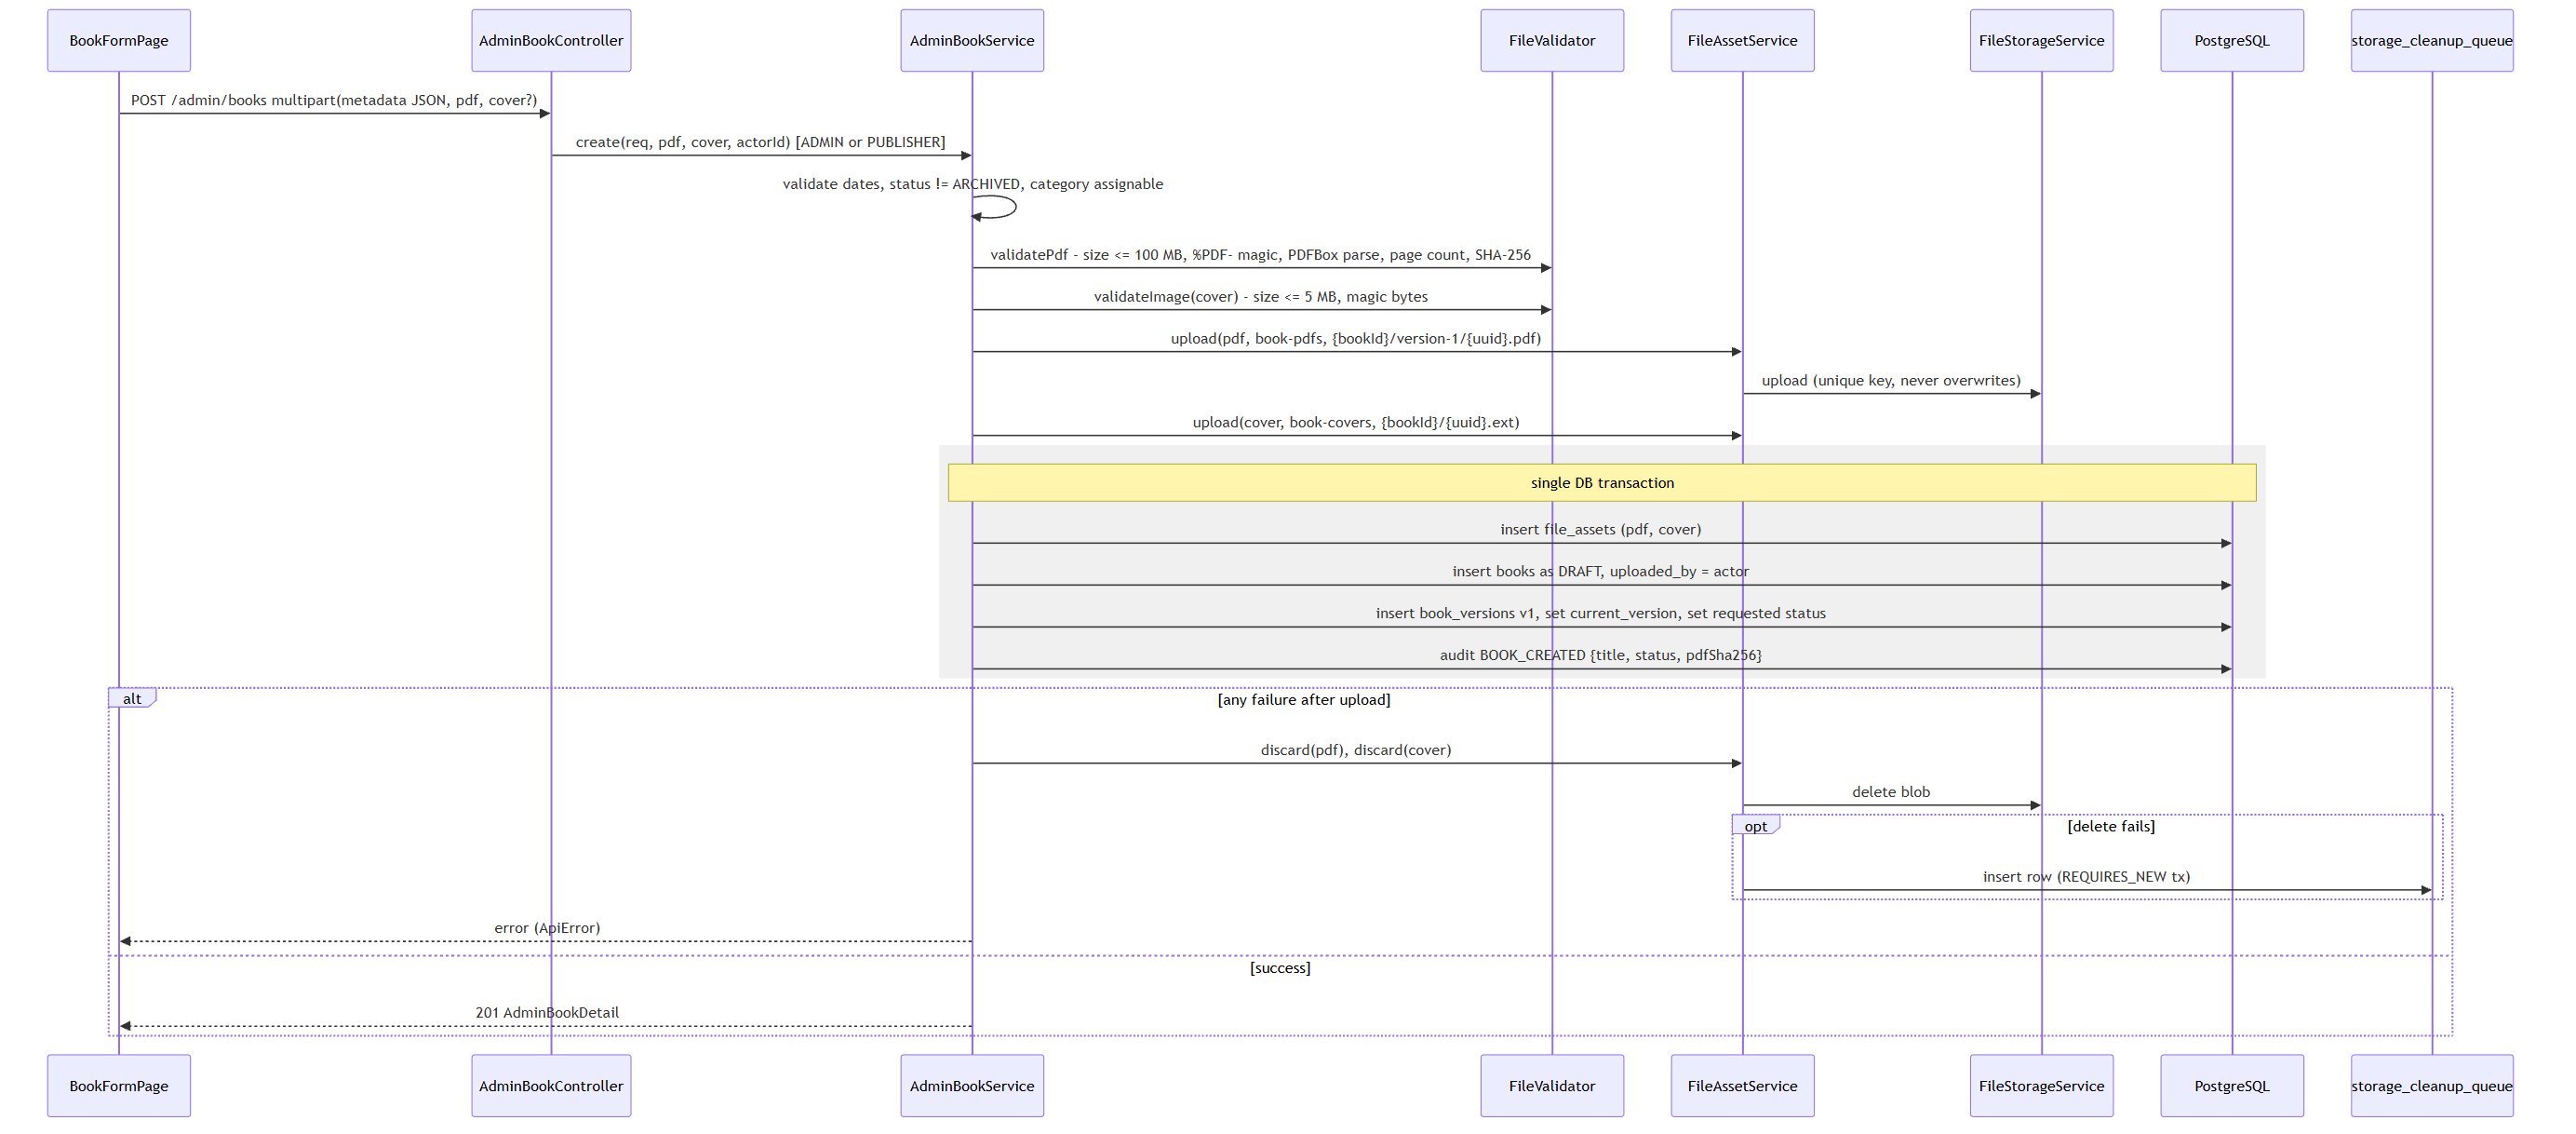 BookFormPage
AdminBookController
AdminBookService
FileValidator
FileAssetService
FileStorageService
PostgreSQL
storage_cleanup_queue
POST /admin/books multipart(metadata JSON, pdf, cover?)
create(req, pdf, cover, actorId) [ADMIN or PUBLISHER]
validate dates, status != ARCHIVED, category assignable
validatePdf - size <= 100 MB, %PDF- magic, PDFBox parse, page count, SHA-256
validateImage(cover) - size <= 5 MB, magic bytes
upload(pdf, book-pdfs, {bookId}/version-1/{uuid}.pdf)
upload (unique key, never overwrites)
upload(cover, book-covers, {bookId}/{uuid}.ext)
single DB transaction
insert file_assets (pdf, cover)
insert books as DRAFT, uploaded_by = actor
insert book_versions v1, set current_version, set requested status
audit BOOK_CREATED {title, status, pdfSha256}
alt
[any failure after upload]
discard(pdf), discard(cover)
delete blob
opt
[delete fails]
insert row (REQUIRES_NEW tx)
error (ApiError)
[success]
201 AdminBookDetail
BookFormPage
AdminBookController
AdminBookService
FileValidator
FileAssetService
FileStorageService
PostgreSQL
storage_cleanup_queue